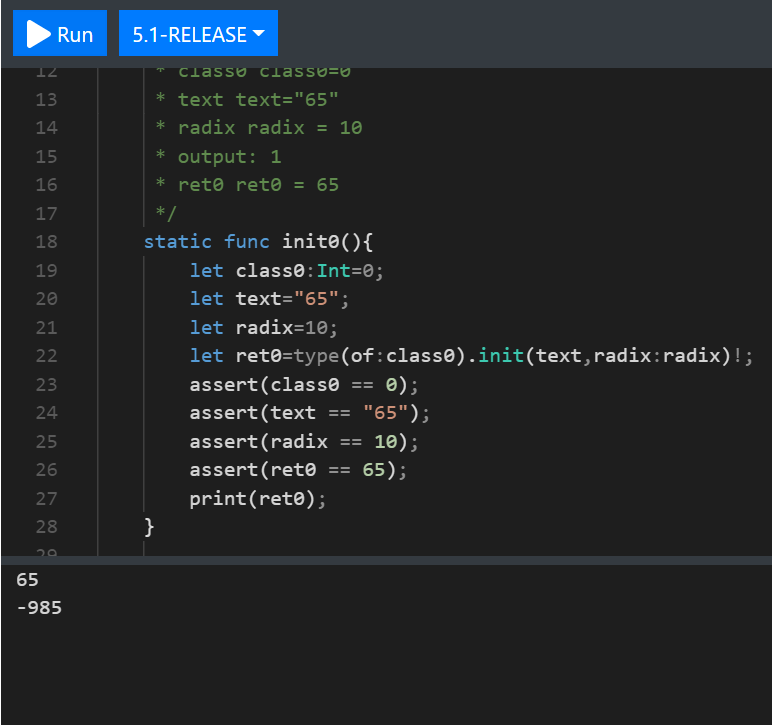 Run 5.1-RELEASE
12 * class0 class0=0
13 * text text="65"
14 * radix radix = 10
15 * output: 1
16 * ret0 ret0 = 65
17 */
18 static func init0(){
19 let class0:Int=0;
20 let text="65";
21 let radix=10;
22 let ret0=type(of:class0).init(text,radix:radix)!;
23 assert(class0 == 0);
24 assert(text == "65");
25 assert(radix == 10);
26 assert(ret0 == 65);
27 print(ret0);
28 }
29
65
-985